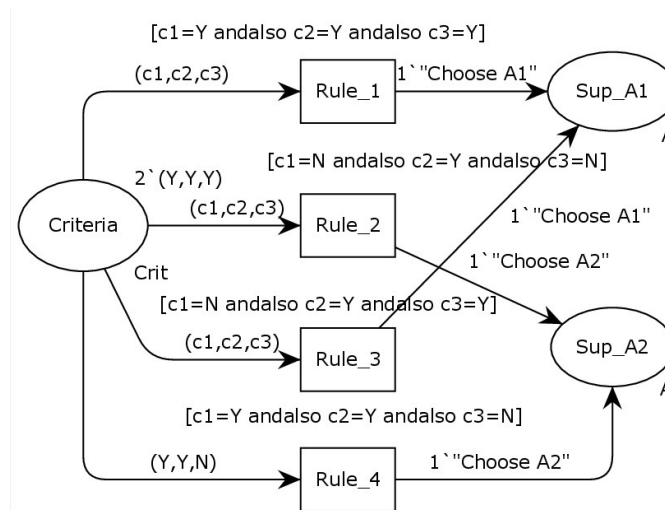 [c1=Y andalso c2=Y andalso c3=Y]
(c1,c2,c3)
Rule_1
1`"Choose A1"
Sup_A1
A
[c1=N andalso c2=Y andalso c3=N]
2`(Y,Y,Y)
Criteria
(c1,c2,c3)
Rule_2
1`"Choose A1"
1`"Choose A2"
Crit
[c1=N andalso c2=Y andalso c3=Y]
(c1,c2,c3)
Rule_3
Sup_A2
A
[c1=Y andalso c2=Y andalso c3=N]
(Y,Y,N)
Rule_4
1`"Choose A2"